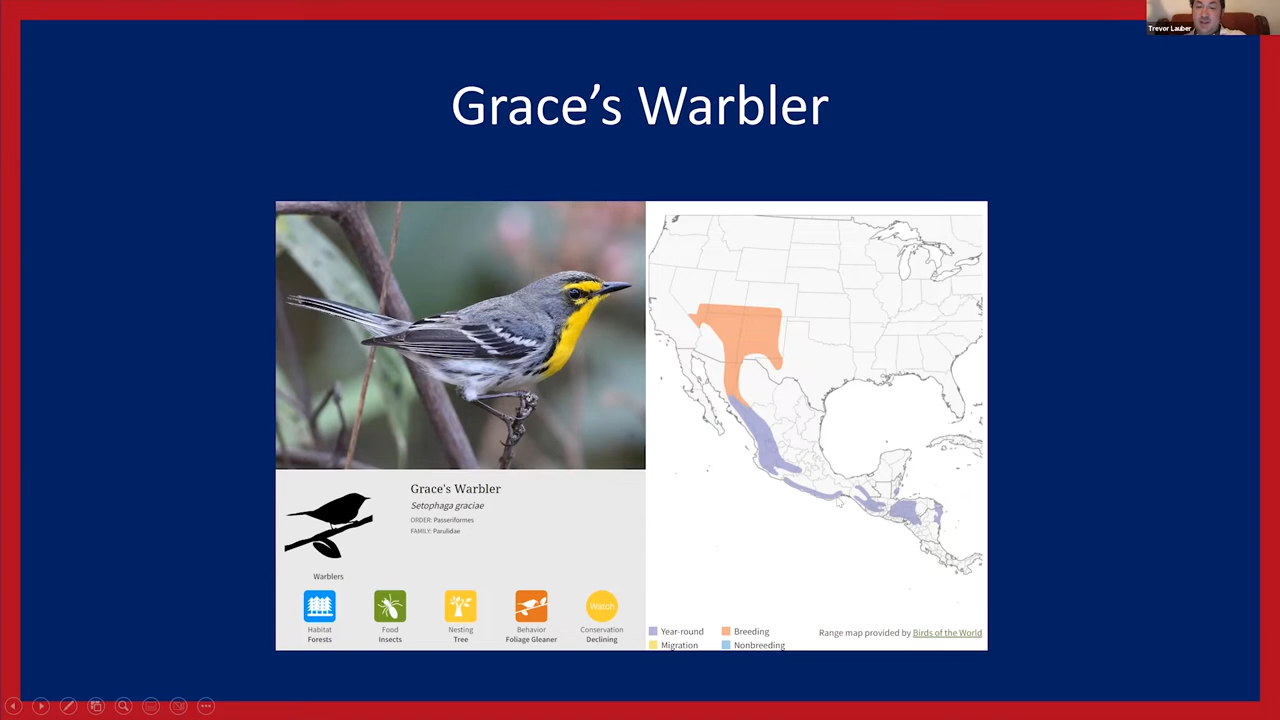 Trevor Lauber
Grace's Warbler
Grace's Warbler
Setophaga graciae
ORDER: Passeriformes
FAMILY: Parulidae
Warblers
Watch
Habitat
Forests
Food
Insects
Nesting
Tree
Behavior
Foliage Gleaner
Conservation
Declining
Year-round
Breeding
Migration
Nonbreeding
Range map provided by Birds of the World